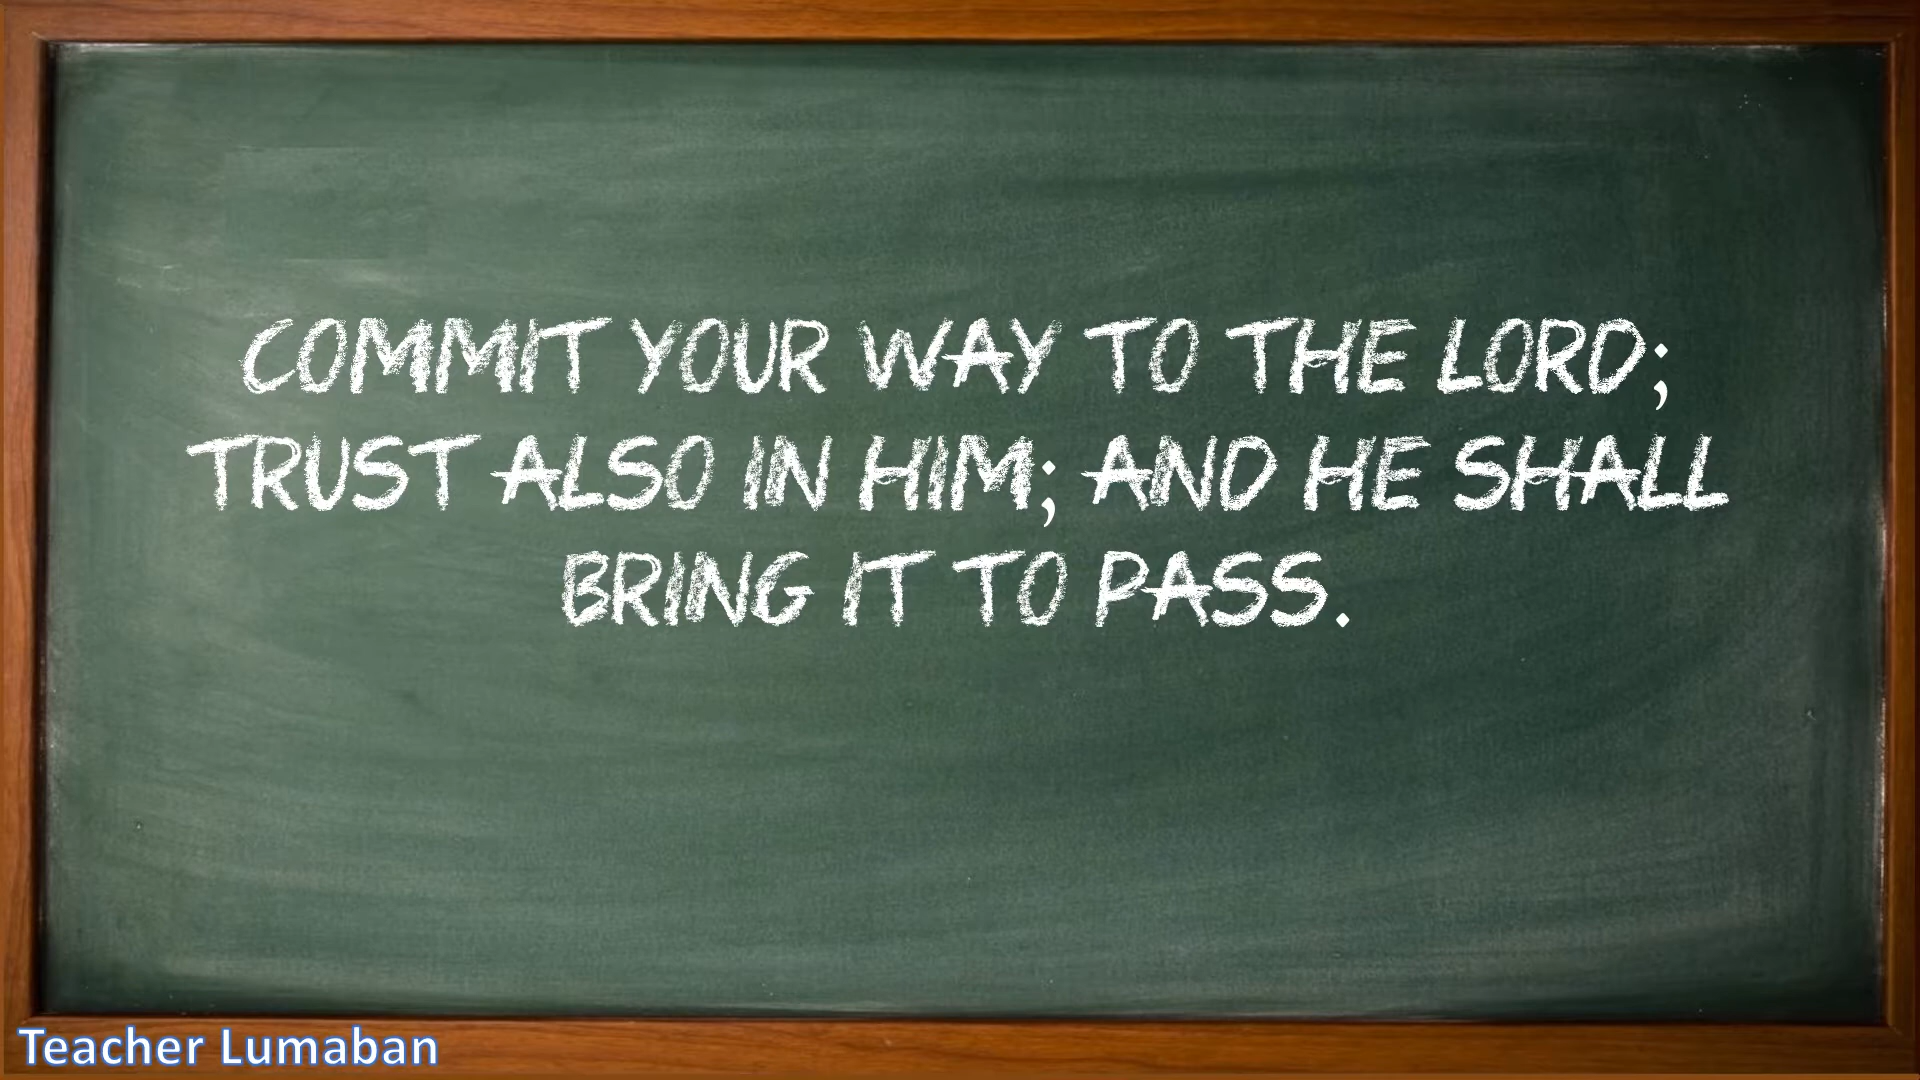 COMMIT YOUR WAY TO THE LORD;
TRUST ALSO IN HIM; AND HE SHALL
BRING IT TO PASS.
Teacher Lumaban